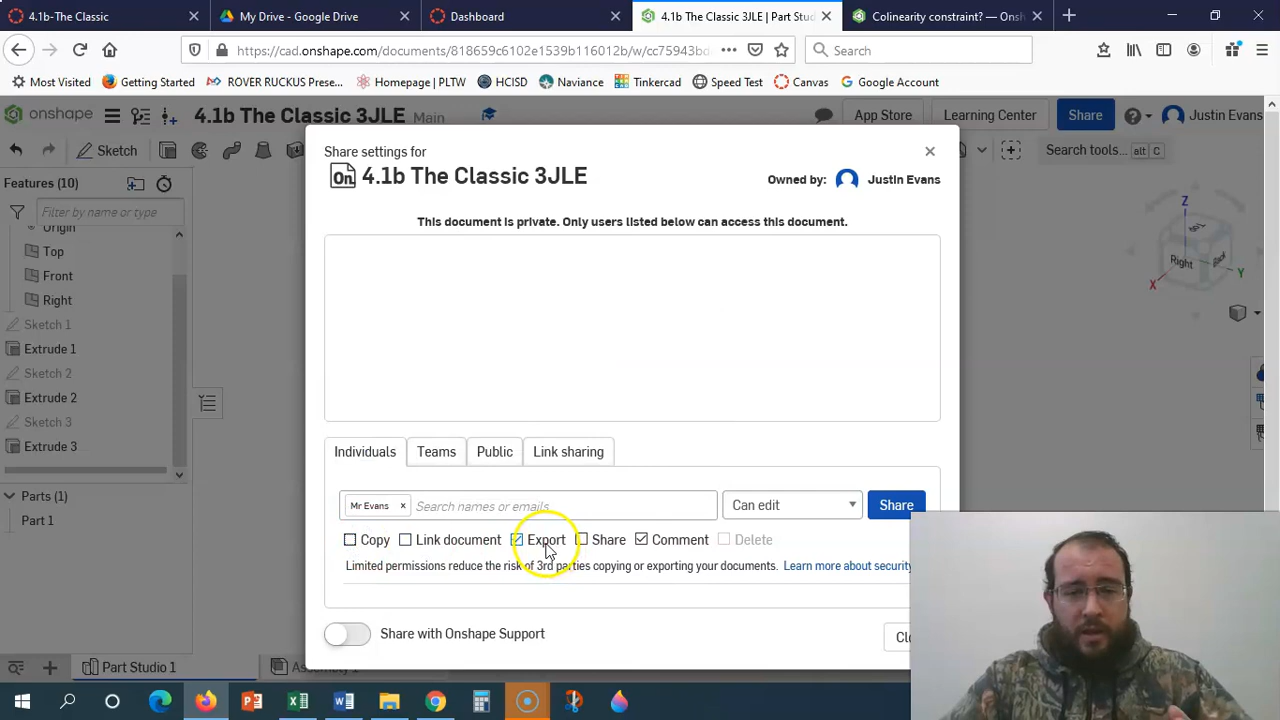 4.1b-The Classic
My Drive - Google Drive
Dashboard
4.1b The Classic 3JLE | Part Studio
Colinearity constraint? — Onsh
https://cad.onshape.com/documents/818659c6102e1539b1116012b/w/cc75943bd
Search
Most Visited
Getting Started
ROVER RUCKUS Prese...
Homepage | PLTW
HCISD
Naviance
Tinkercad
Speed Test
Canvas
Google Account
onshape
4.1b The Classic 3JLE Main
App Store
Learning Center
Share
Justin Evans
Sketch
Search tools...
alt C
Features (10)
Filter by name or type
Origin
Top
Front
Right
Sketch 1
Extrude 1
Sketch 2
Extrude 2
Sketch 3
Extrude 3
Parts (1)
Part 1
Share settings for
On 4.1b The Classic 3JLE
Owned by: Justin Evans
This document is private. Only users listed below can access this document.
Individuals
Teams
Public
Link sharing
Mr Evans
Search names or emails
Can edit
Share
Copy
Link document
Export
Share
Comment
Delete
Limited permissions reduce the risk of 3rd parties copying or exporting your documents. Learn more about security
Share with Onshape Support
Clo
Z
Right
Back
X
Y
Part Studio 1
Assembly 1